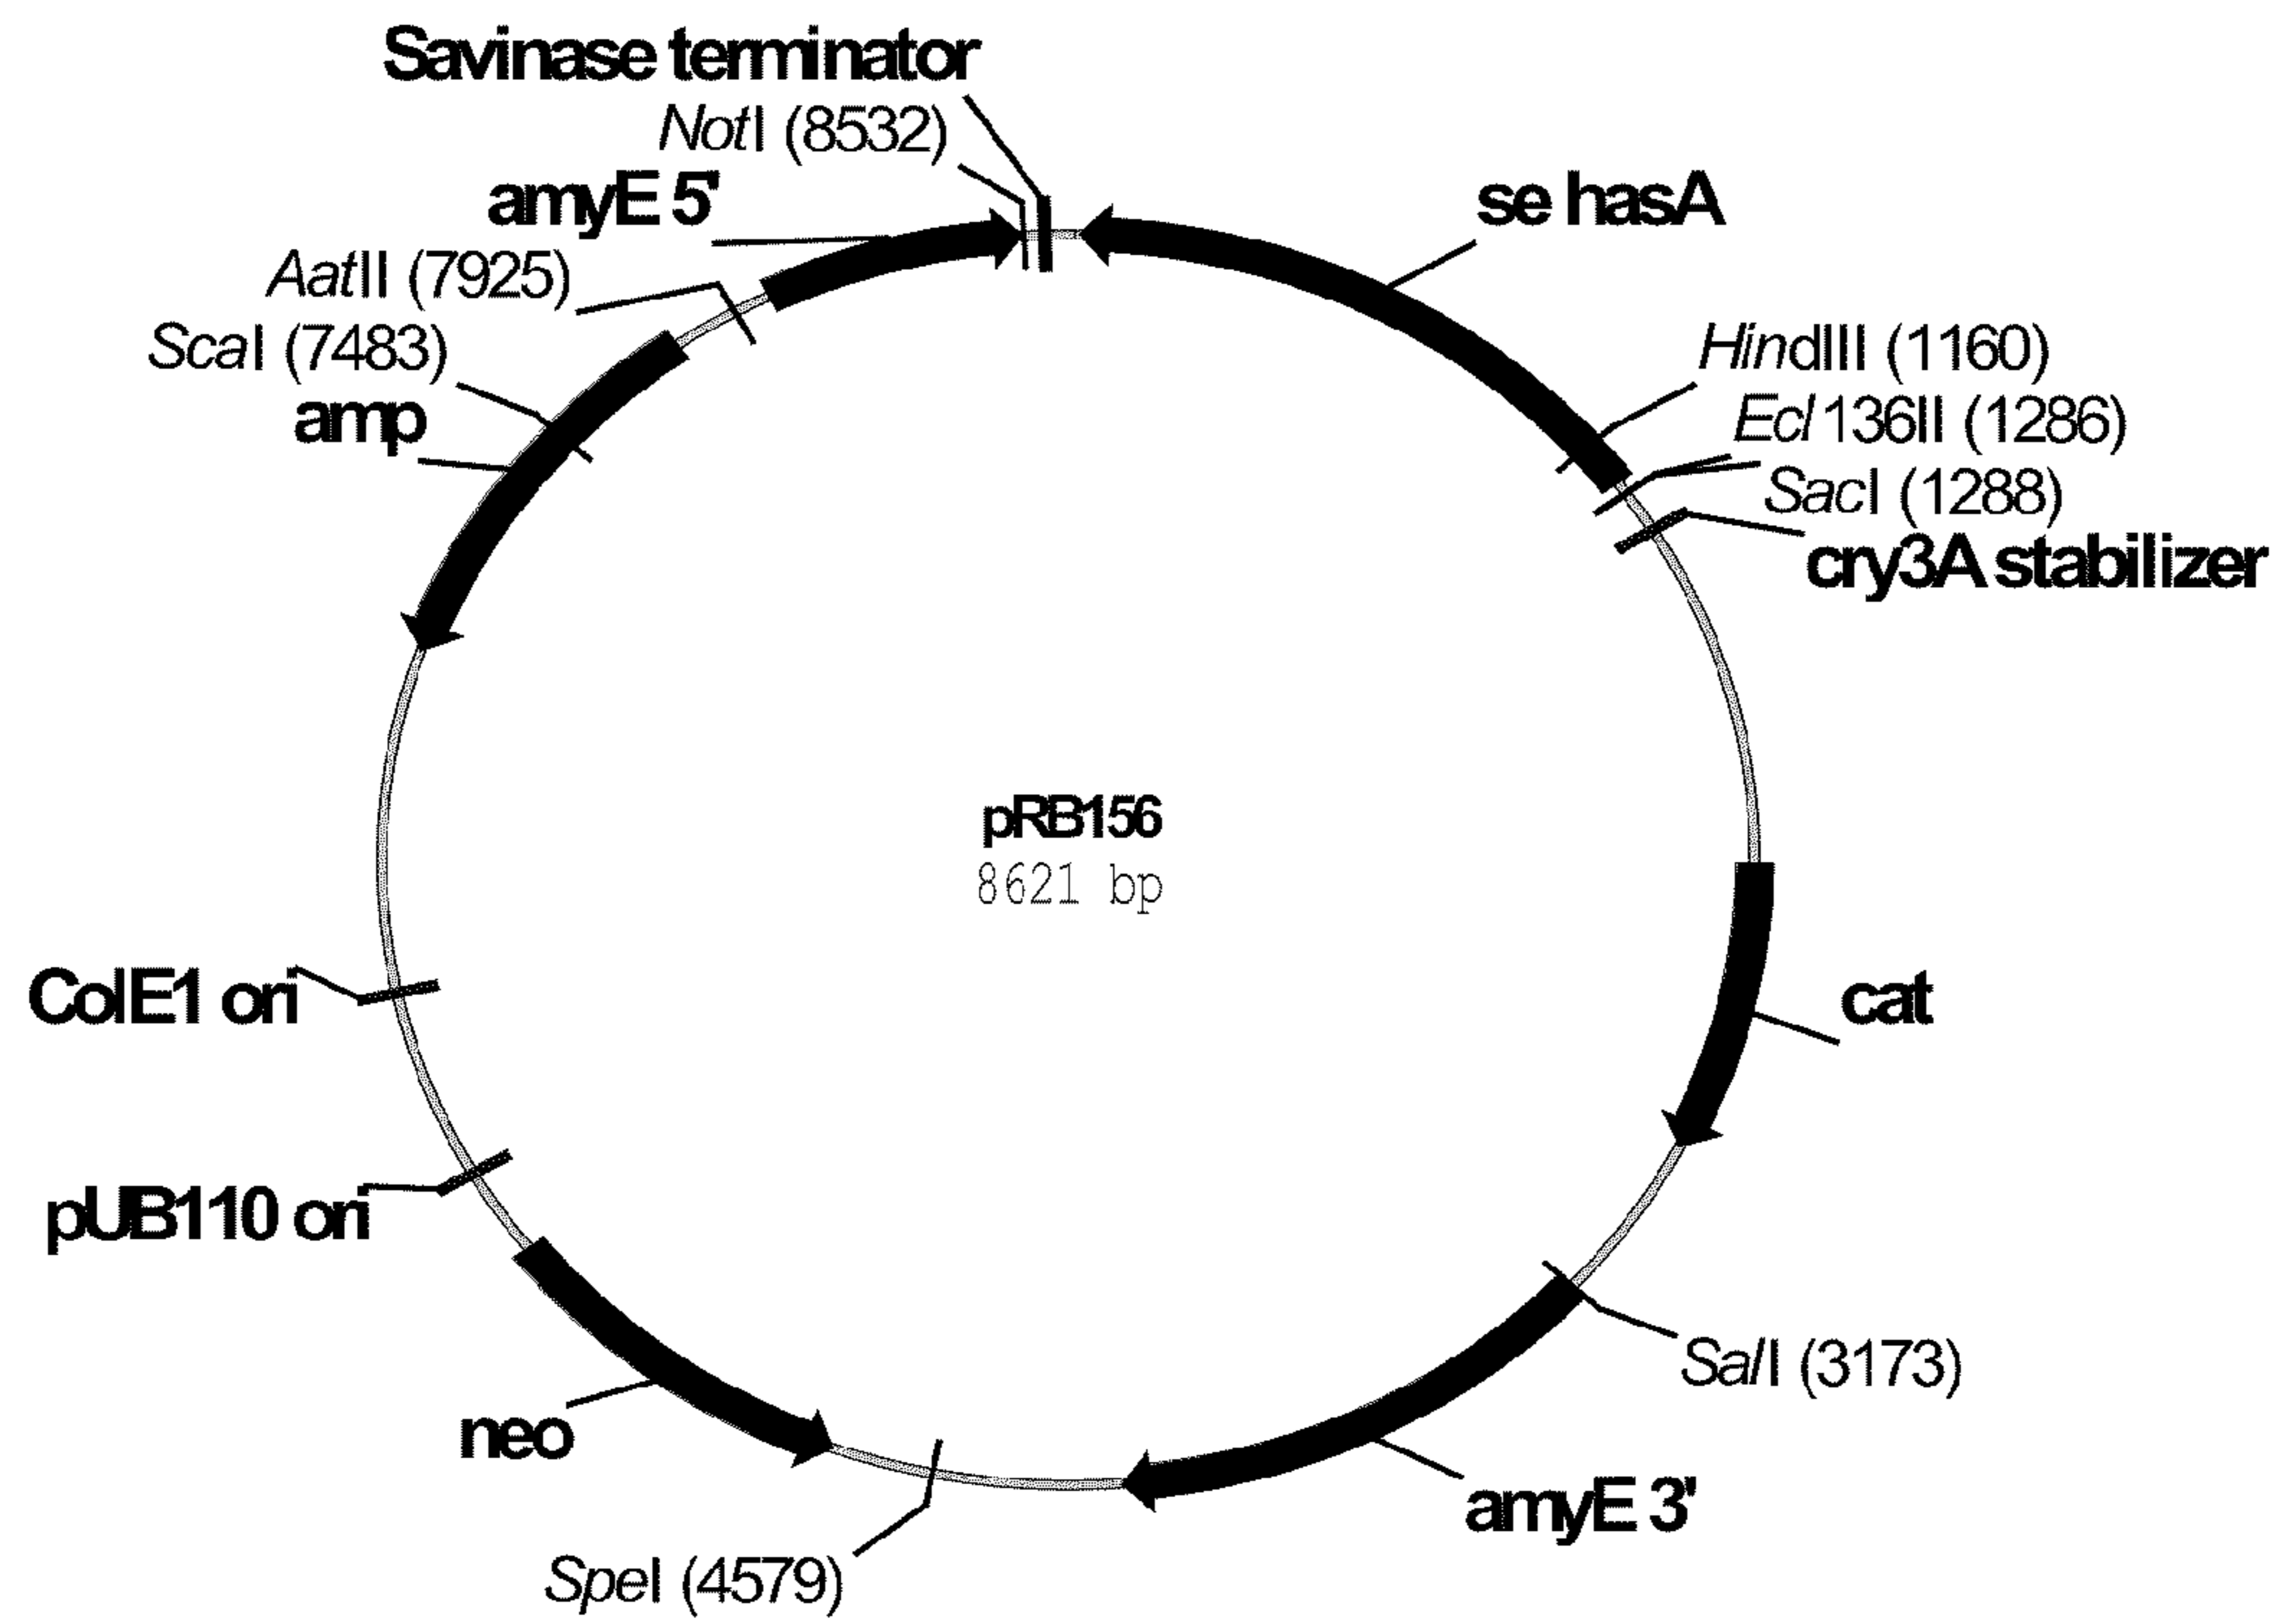 Savinase terminator
NotI (8532)
amyE 5'
se hasA
AatII (7925)
ScaI (7483)
HindIII (1160)
amp
Ecl136II (1286)
SacI (1288)
cry3A stabilizer
pRB156
8621 bp
ColE1 ori
cat
pUB110 ori
SalI (3173)
neo
amyE 3'
SpeI (4579)